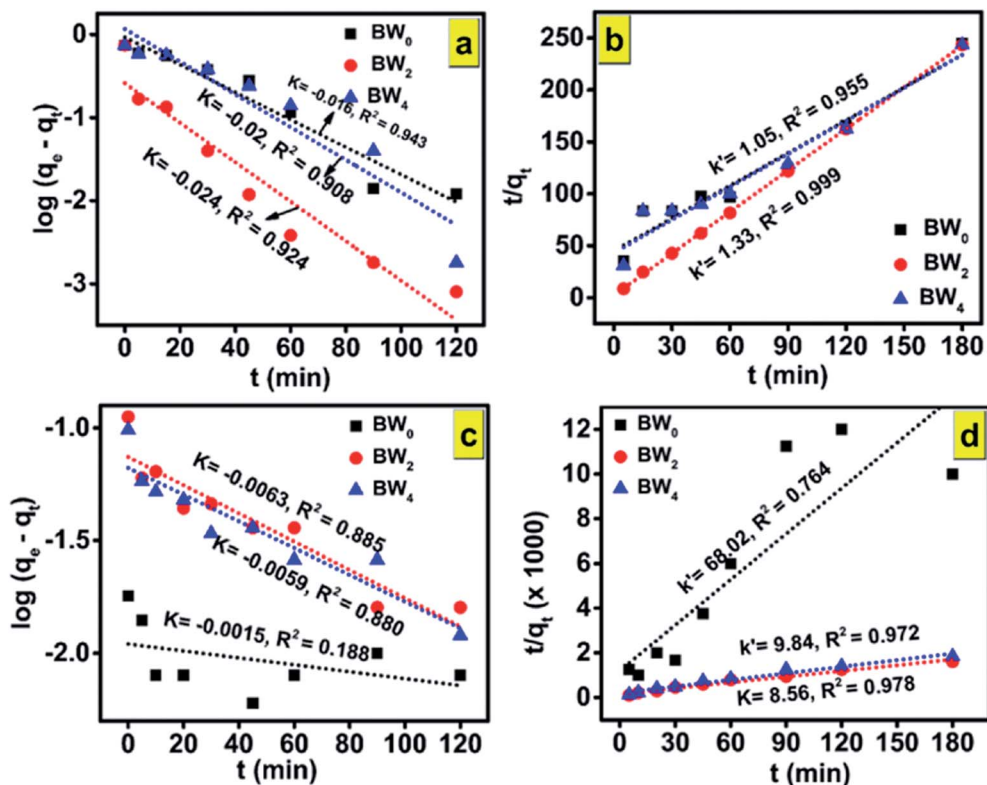 a
BW0
BW2
BW4
K= -0.016, R2 = 0.943
K= -0.02, R2 = 0.908
K= -0.024, R2 = 0.924
0
-1
-2
-3
log (qe - qt)
0 20 40 60 80 100 120
t (min)
b
250
200
150
100
50
0
t/qt
k'= 1.05, R2 = 0.955
k'= 1.33, R2 = 0.999
BW0
BW2
BW4
0 30 60 90 120 150 180
t (min)
c
BW0
BW2
BW4
-1.0
-1.5
-2.0
log (qe - qt)
K= -0.0063, R2 = 0.885
K= -0.0059, R2 = 0.880
K= -0.0015, R2 = 0.188
0 20 40 60 80 100 120
t (min)
d
BW0
BW2
BW4
12
10
8
6
4
2
0
t/qt (x 1000)
k'= 68.02, R2 = 0.764
k'= 9.84, R2 = 0.972
K= 8.56, R2 = 0.978
0 30 60 90 120 150 180
t (min)